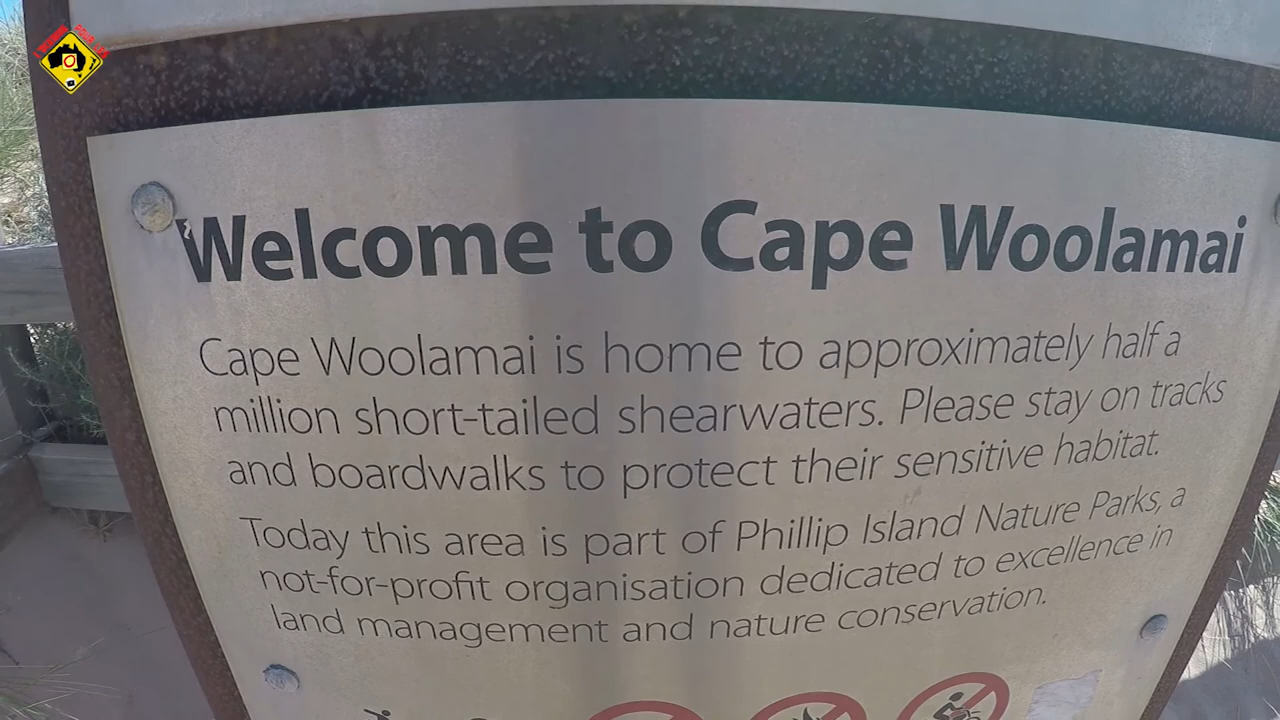 Welcome to Cape Woolamai
Cape Woolamai is home to approximately half a
million short-tailed shearwaters. Please stay on tracks
and boardwalks to protect their sensitive habitat.
Today this area is part of Phillip Island Nature Parks, a
not-for-profit organisation dedicated to excellence in
land management and nature conservation.